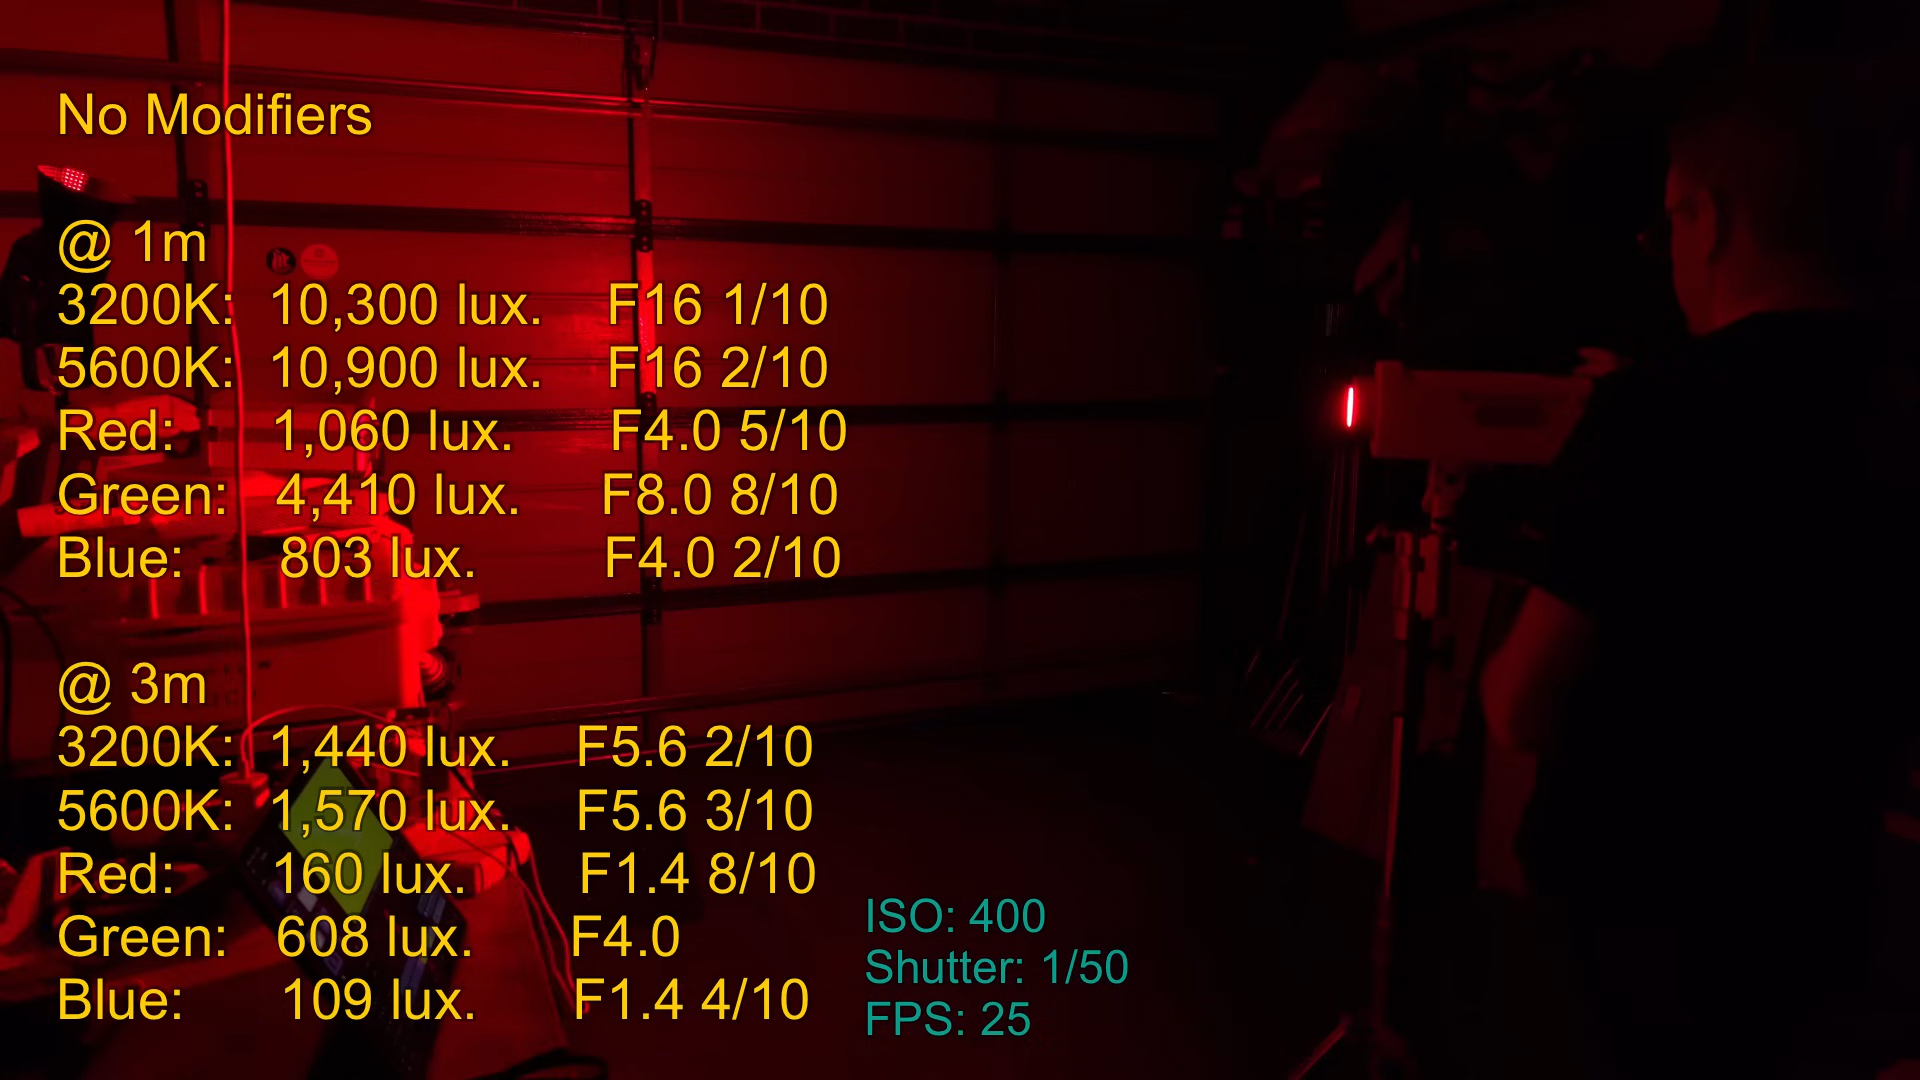 No Modifiers
@ 1m
3200K: 10,300 lux. F16 1/10
5600K: 10,900 lux. F16 2/10
Red: 1,060 lux. F4.0 5/10
Green: 4,410 lux. F8.0 8/10
Blue: 803 lux. F4.0 2/10
@ 3m
3200K: 1,440 lux. F5.6 2/10
5600K: 1,570 lux. F5.6 3/10
Red: 160 lux. F1.4 8/10
Green: 608 lux. F4.0
Blue: 109 lux. F1.4 4/10
ISO: 400
Shutter: 1/50
FPS: 25